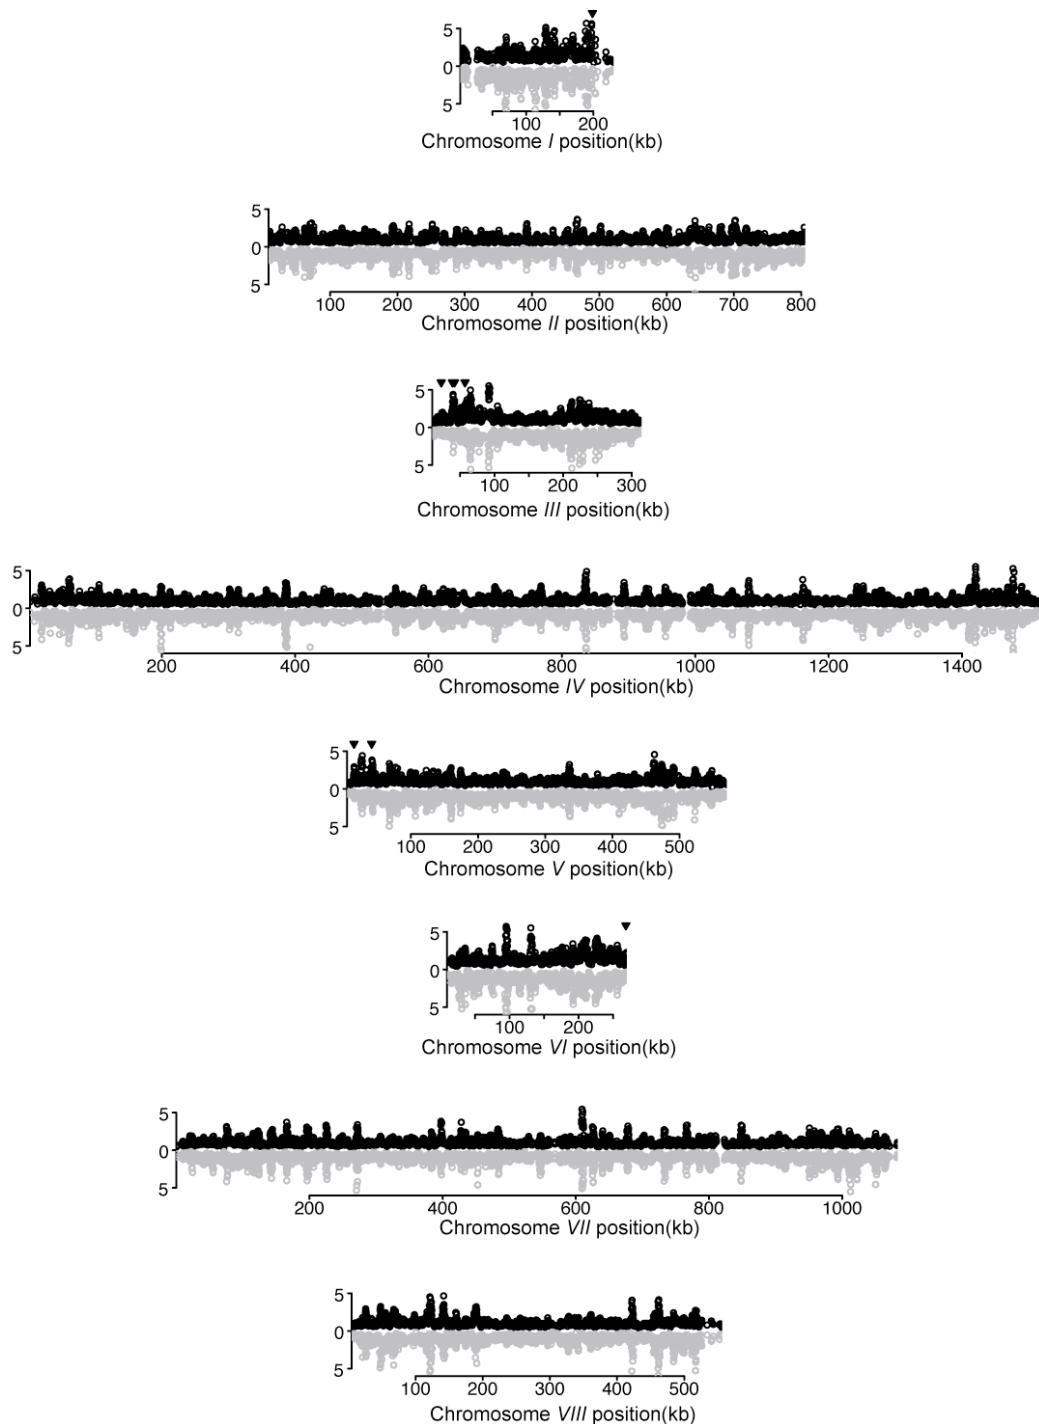 5
0
5
100 200
Chromosome I position(kb)
5
0
5
100 200 300 400 500 600 700 800
Chromosome II position(kb)
5
0
5
100 200 300
Chromosome III position(kb)
5
0
5
200 400 600 800 1000 1200 1400
Chromosome IV position(kb)
5
0
5
100 200 300 400 500
Chromosome V position(kb)
5
0
5
100 200
Chromosome VI position(kb)
5
0
5
200 400 600 800 1000
Chromosome VII position(kb)
5
0
5
100 200 300 400 500
Chromosome VIII position(kb)